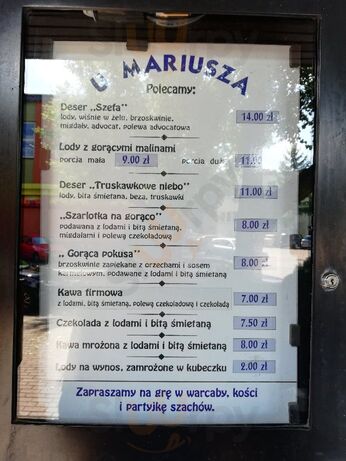 U MARIUSZA
Polecamy:
Deser ,,Szefa" 14.00 zł
lody, wiśnie w żelu, brzoskwinie,
migdały, advocat, polewa advocatowa
Lody z gorącymi malinami
porcja mała 9.00 zł porcja duża 11.00
Deser ,,Truskawkowe niebo" 11.00 zł
lody, bita śmietana, beza, truskawki
,,Szarlotka na gorąco" 8.00 zł
podawana z lodami i bitą śmietaną,
migdałami i polewą czekoladową
,, Gorąca pokusa" 8.00 zł
brzoskwinie zapiekane z orzechami i sosem
karmelowym, podawane z lodami i bitą śmietaną
Kawa firmowa 7.00 zł
z lodami, bitą śmietaną, polewą czekoladową i czekoladą
Czekolada z lodami i bitą śmietaną 7.50 zł
Kawa mrożona z lodami i bitą śmietaną 8.00 zł
Lody na wynos, zamrożone w kubeczku 2.00 zł
Zapraszamy na grę w warcaby, kości
i partyjkę szachów.